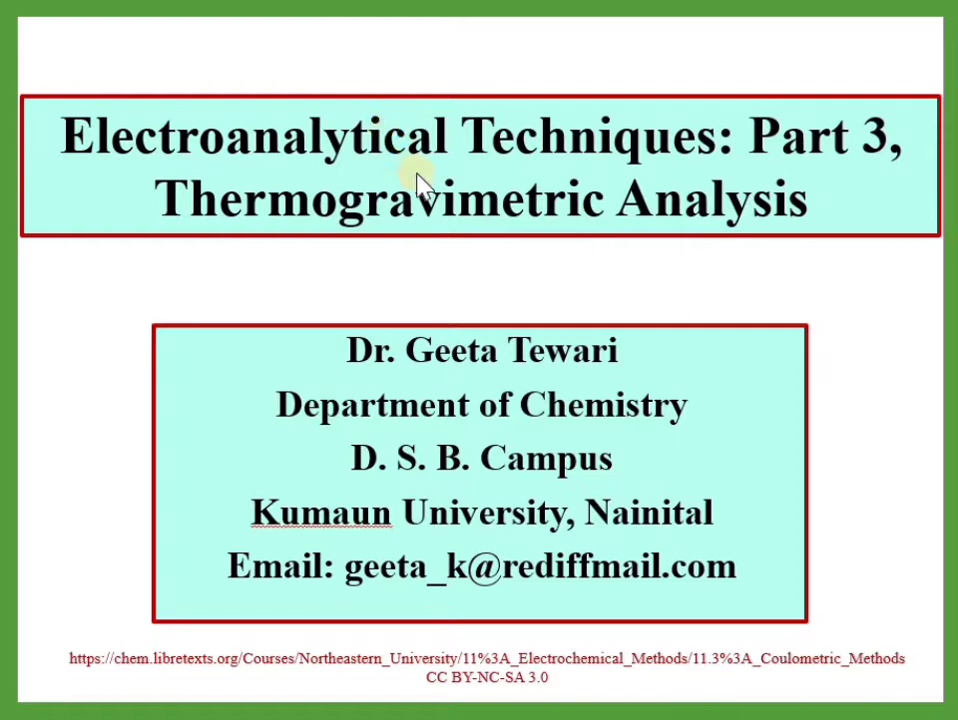 Electroanalytical Techniques: Part 3,
Thermogravimetric Analysis
Dr. Geeta Tewari
Department of Chemistry
D. S. B. Campus
Kumaun University, Nainital
Email: geeta_k@rediffmail.com
https://chem.libretexts.org/Courses/Northeastern_University/11%3A_Electrochemical_Methods/11.3%3A_Coulometric_Methods
CC BY-NC-SA 3.0